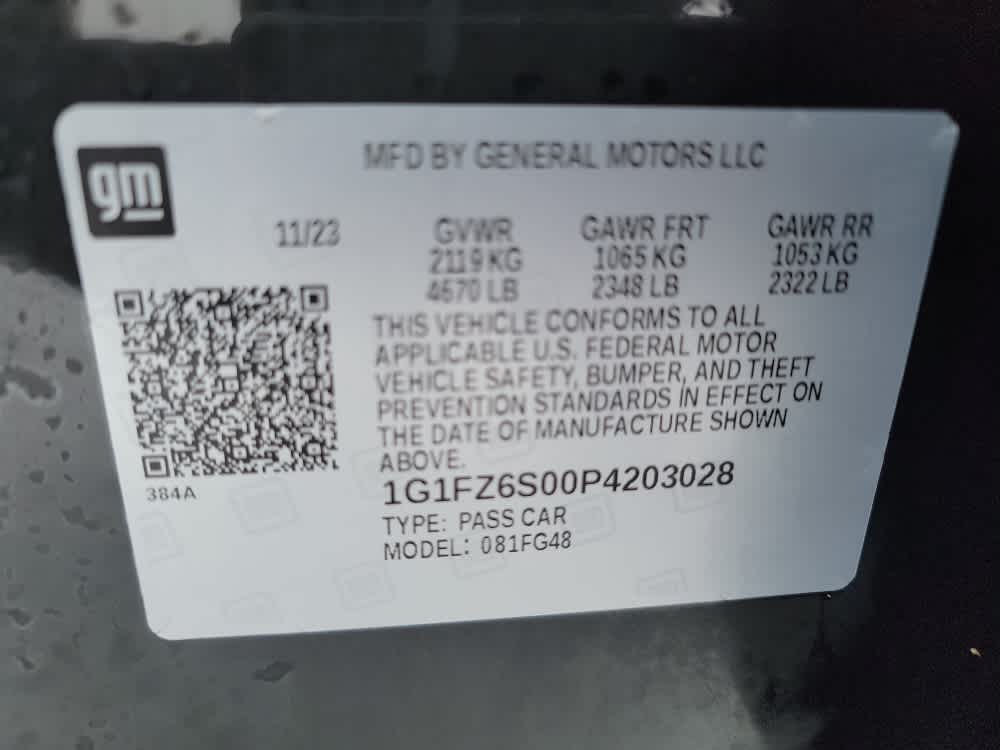 gm
MFD BY GENERAL MOTORS LLC
11/23 GVWR GAWR FRT GAWR RR
2119 KG 1065 KG 1053 KG
4670 LB 2348 LB 2322 LB
THIS VEHICLE CONFORMS TO ALL
APPLICABLE U.S. FEDERAL MOTOR
VEHICLE SAFETY, BUMPER, AND THEFT
PREVENTION STANDARDS IN EFFECT ON
THE DATE OF MANUFACTURE SHOWN
ABOVE.
384A
1G1FZ6S00P4203028
TYPE: PASS CAR
MODEL: 081FG48